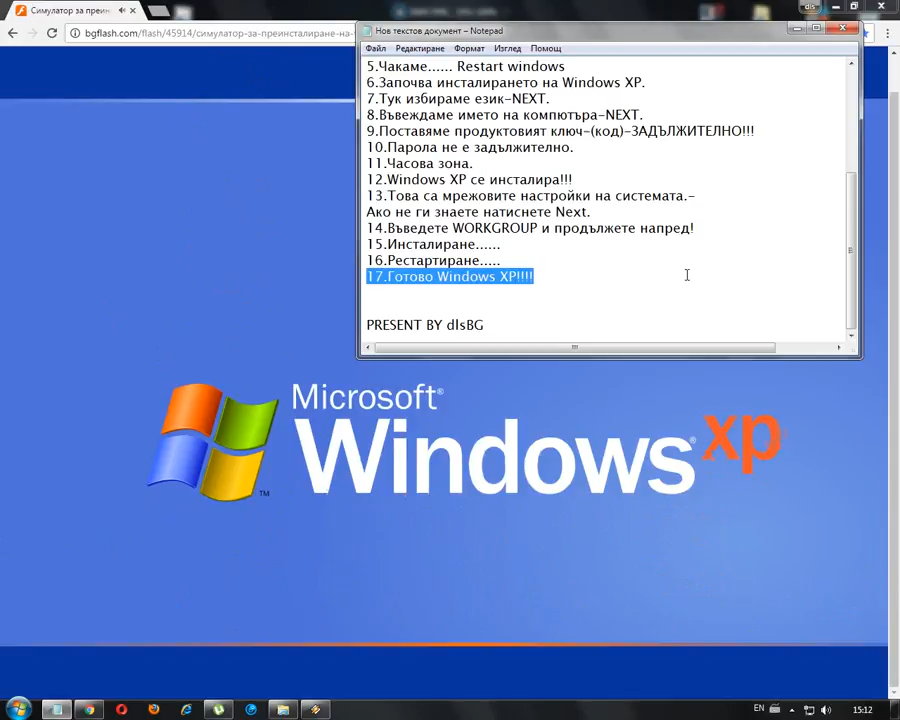 Симулатор за преин
dls
bgflash.com/flash/45914/симулатор-за-преинсталиране-на-
Нов текстов документ – Notepad
Файл Редактиране Формат Изглед Помощ
5.Чакаме...... Restart windows
6.Започва инсталирането на Windows XP.
7.Тук избираме език-NEXT.
8.Въвеждаме името на компютъра-NEXT.
9.Поставяме продуктовият ключ-(код)-ЗАДЪЛЖИТЕЛНО!!!
10.Парола не е задължително.
11.Часова зона.
12.Windows XP се инсталира!!!
13.Това са мрежовите настройки на системата.-
Ако не ги знаете натиснете Next.
14.Въведете WORKGROUP и продължете напред!
15.Инсталиране......
16.Рестартиране.....
17.Готово Windows XP!!!!
PRESENT BY dlsBG
Microsoft®
Windows® xp
TM
EN
15:12